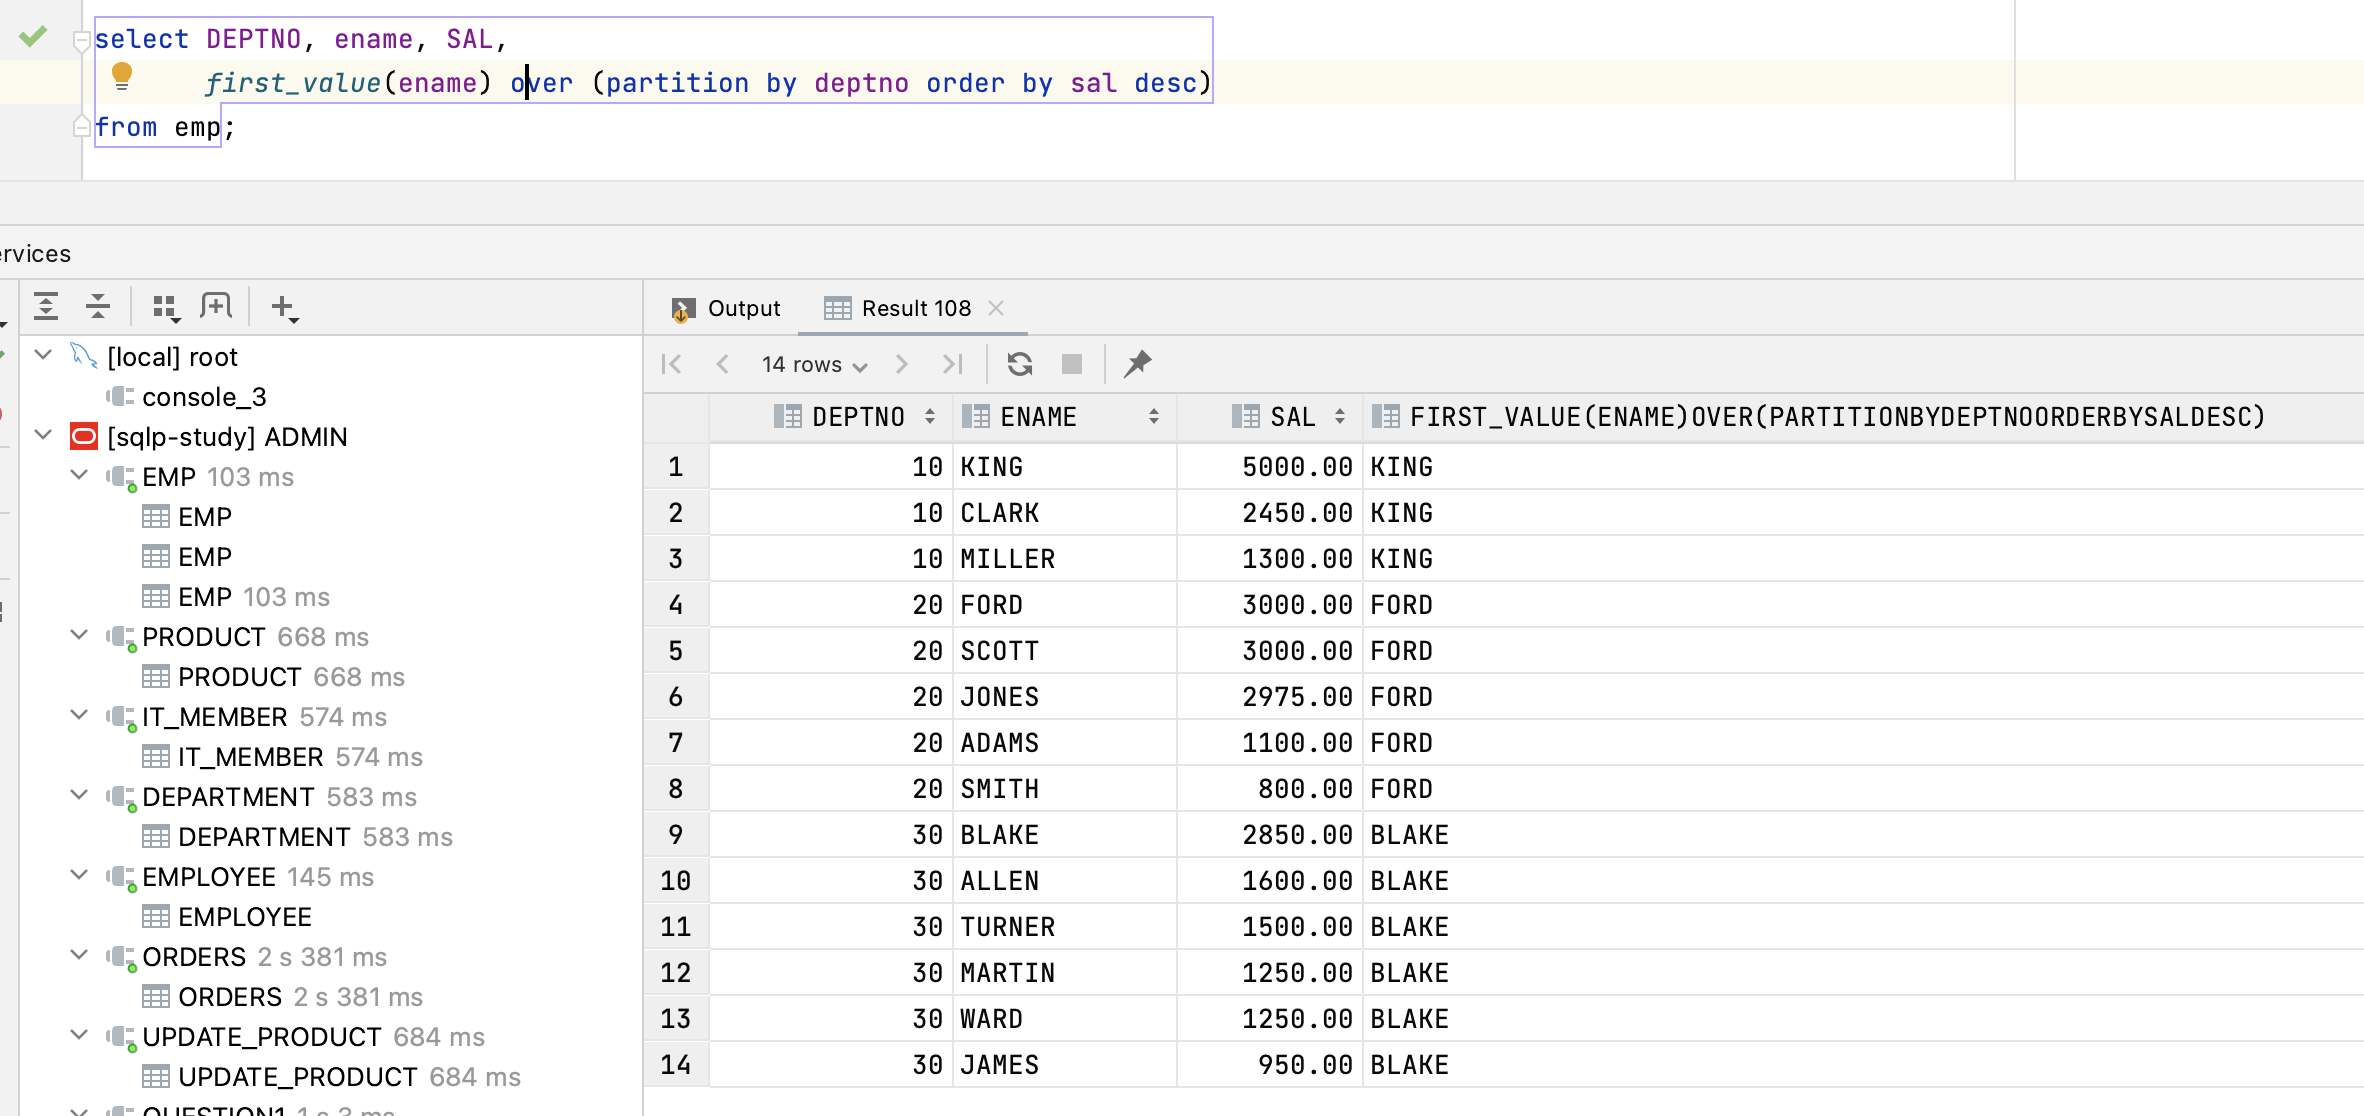 select DEPTNO, ename, SAL,
first_value(ename) over (partition by deptno order by sal desc)
from emp;
ervices
[local] root
console_3
[sqlp-study] ADMIN
EMP 103 ms
EMP
EMP
EMP 103 ms
PRODUCT 668 ms
PRODUCT 668 ms
IT_MEMBER 574 ms
IT_MEMBER 574 ms
DEPARTMENT 583 ms
DEPARTMENT 583 ms
EMPLOYEE 145 ms
EMPLOYEE
ORDERS 2 s 381 ms
ORDERS 2 s 381 ms
UPDATE_PRODUCT 684 ms
UPDATE_PRODUCT 684 ms
QUESTION1 1 s 3 ms
Output Result 108
14 rows
DEPTNO ENAME SAL FIRST_VALUE(ENAME)OVER(PARTITIONBYDEPTNOORDERBYSALDESC)
1 10 KING 5000.00 KING
2 10 CLARK 2450.00 KING
3 10 MILLER 1300.00 KING
4 20 FORD 3000.00 FORD
5 20 SCOTT 3000.00 FORD
6 20 JONES 2975.00 FORD
7 20 ADAMS 1100.00 FORD
8 20 SMITH 800.00 FORD
9 30 BLAKE 2850.00 BLAKE
10 30 ALLEN 1600.00 BLAKE
11 30 TURNER 1500.00 BLAKE
12 30 MARTIN 1250.00 BLAKE
13 30 WARD 1250.00 BLAKE
14 30 JAMES 950.00 BLAKE